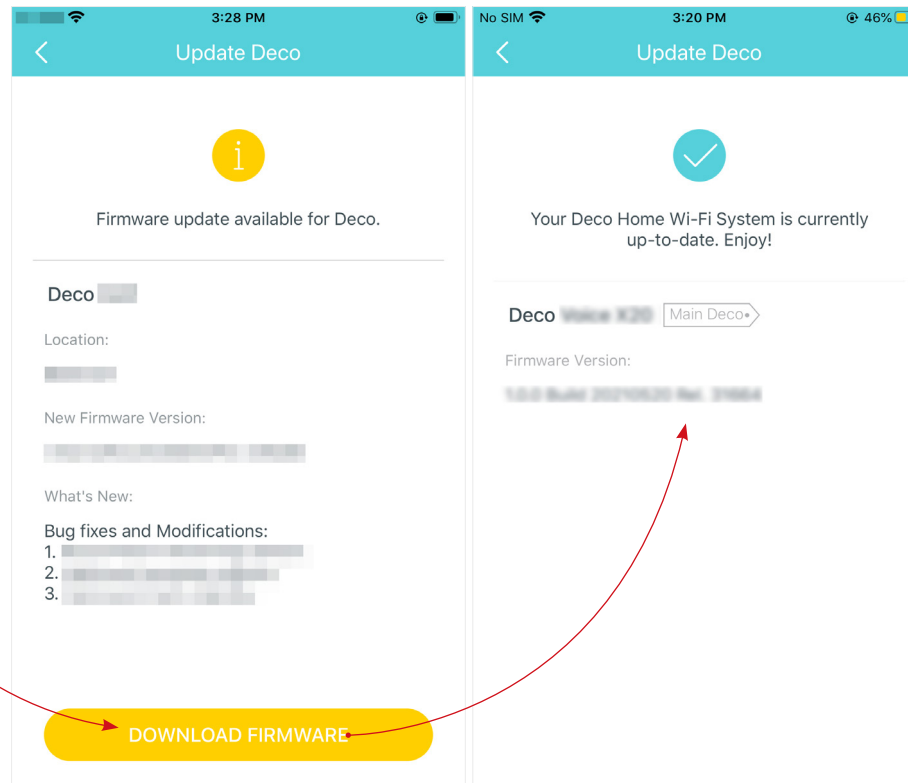 3:28 PM
Update Deco
i
Firmware update available for Deco.
Deco
Location:
New Firmware Version:
What's New:
Bug fixes and Modifications:
1.
2.
3.
DOWNLOAD FIRMWARE
No SIM
3:20 PM
46%
Update Deco
Your Deco Home Wi-Fi System is currently
up-to-date. Enjoy!
Deco Voice X20 Main Deco
Firmware Version: